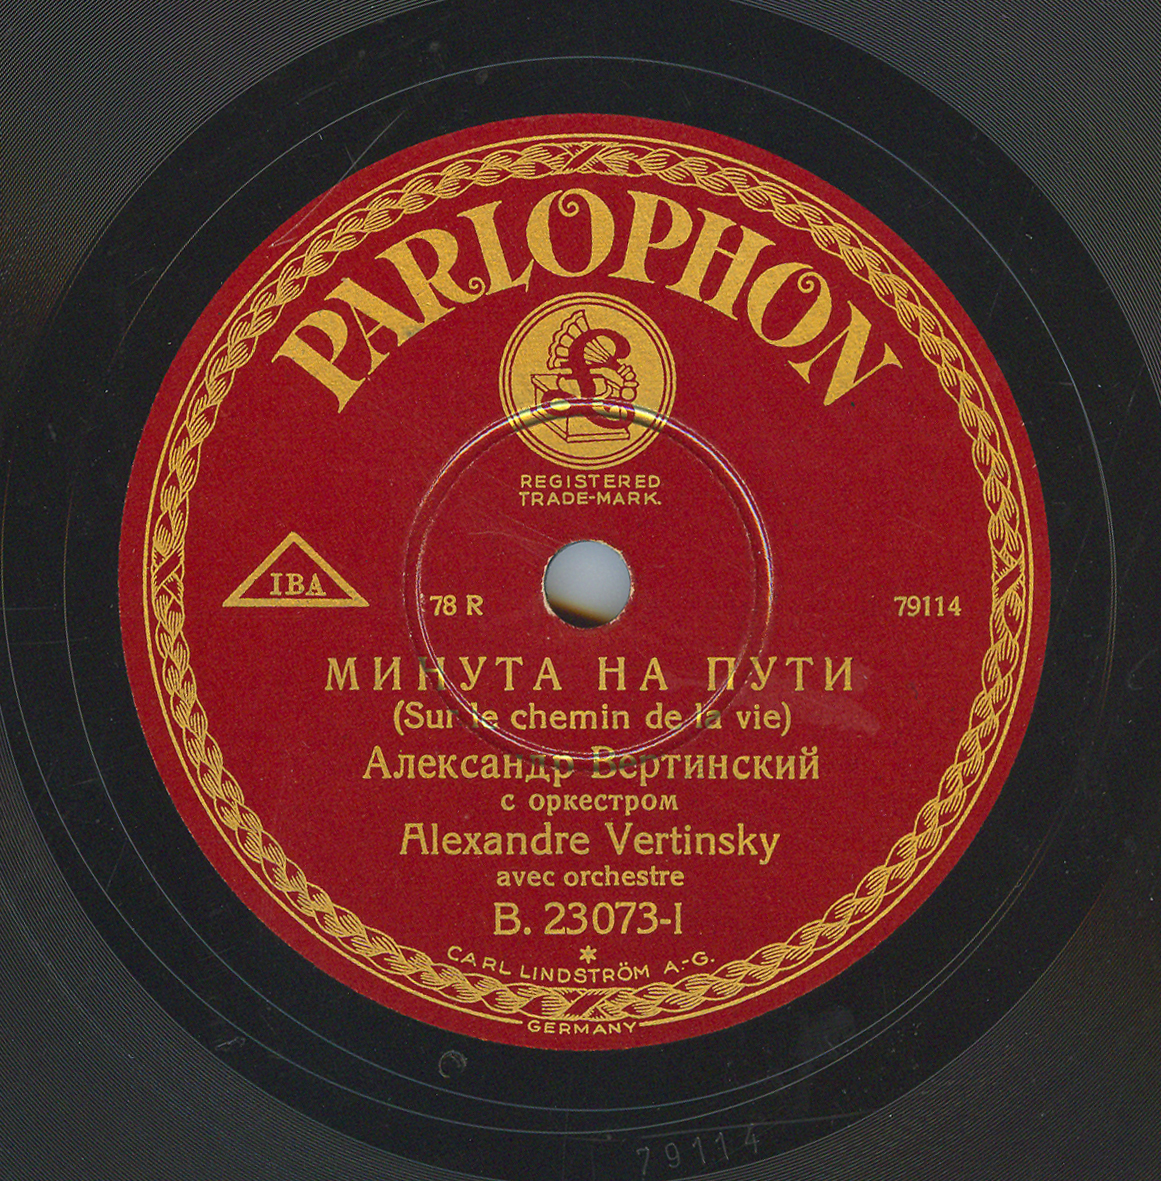 PARLOPHON
£
REGISTERED
TRADE-MARK.
IBA
78 R
79114
МИНУТА НА ПУТИ
(Sur le chemin de la vie)
Александр Вертинский
с оркестром
Alexandre Vertinsky
avec orchestre
B. 23073-I
*
CARL LINDSTRÖM A.-G.
GERMANY
79114